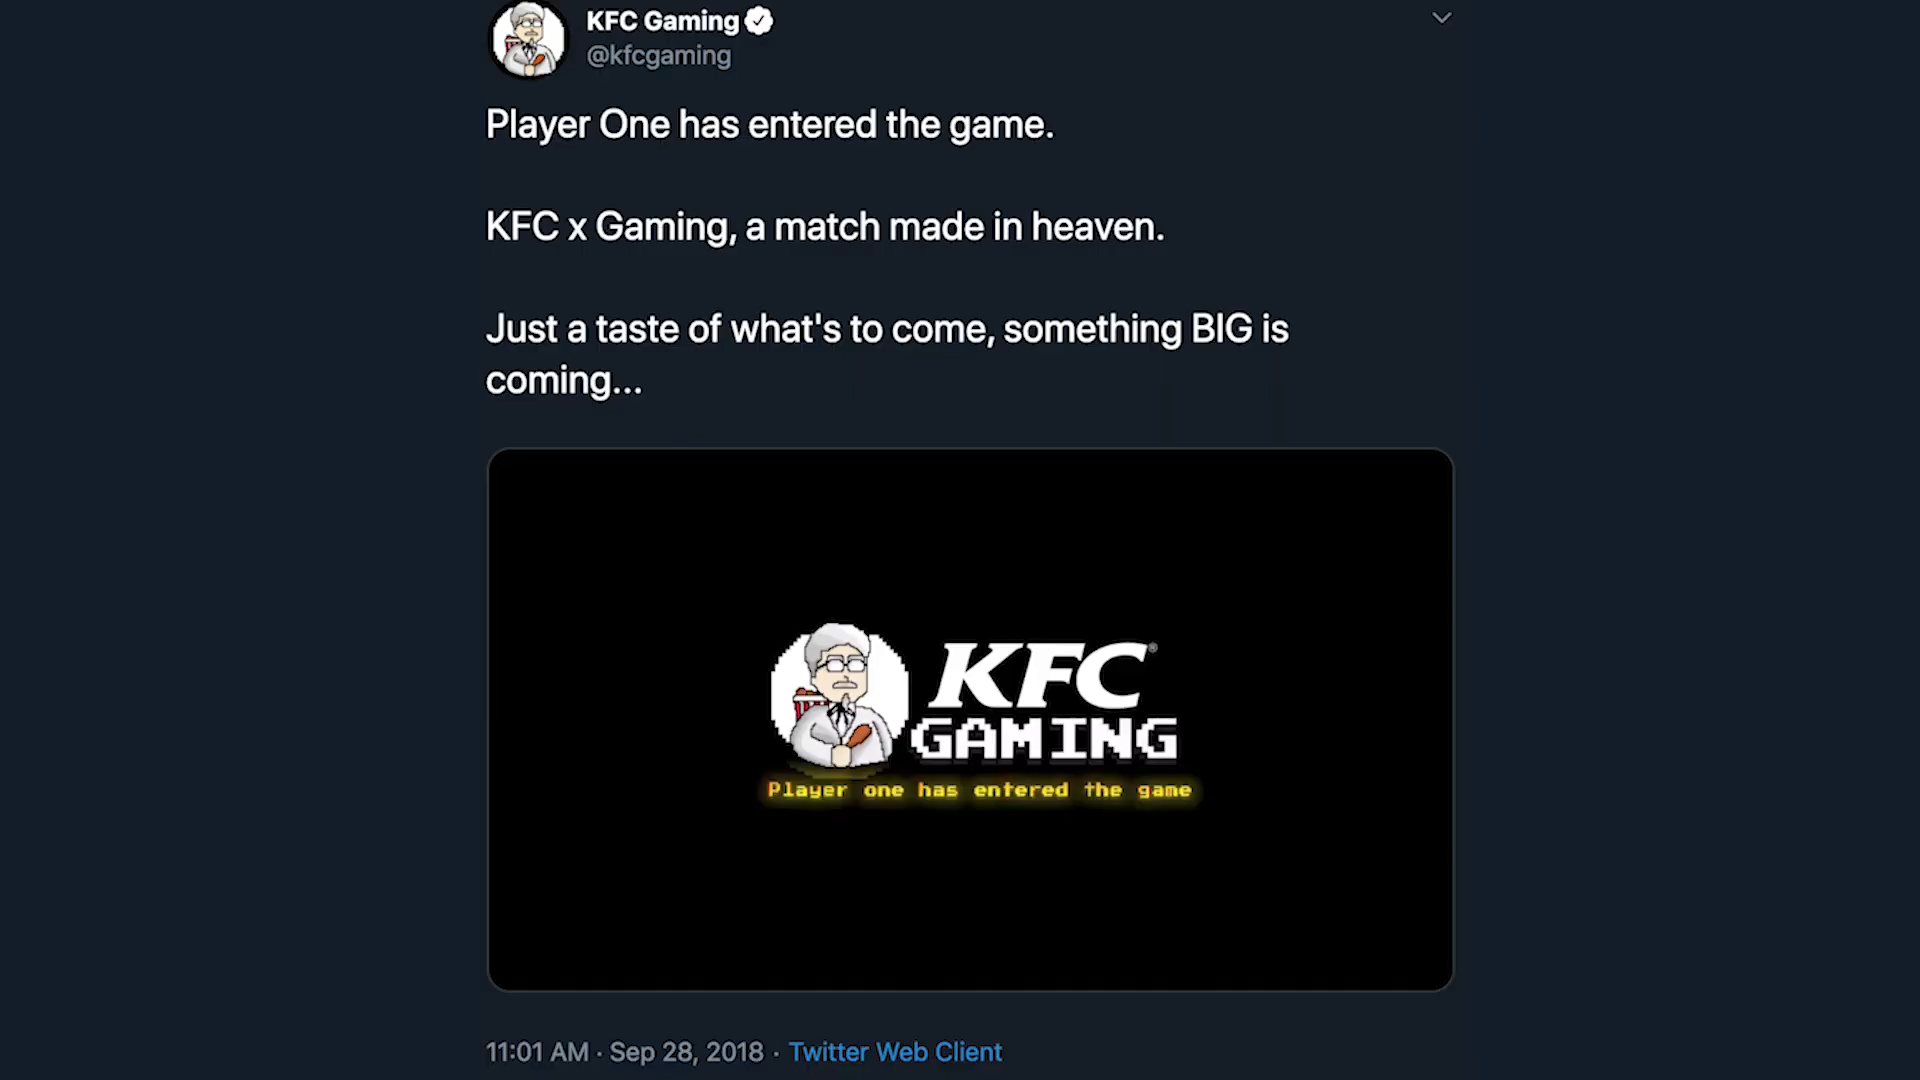 KFC Gaming
@kfcgaming
Player One has entered the game.
KFC x Gaming, a match made in heaven.
Just a taste of what's to come, something BIG is
coming...
KFC®
GAMING
Player one has entered the game
11:01 AM · Sep 28, 2018 · Twitter Web Client